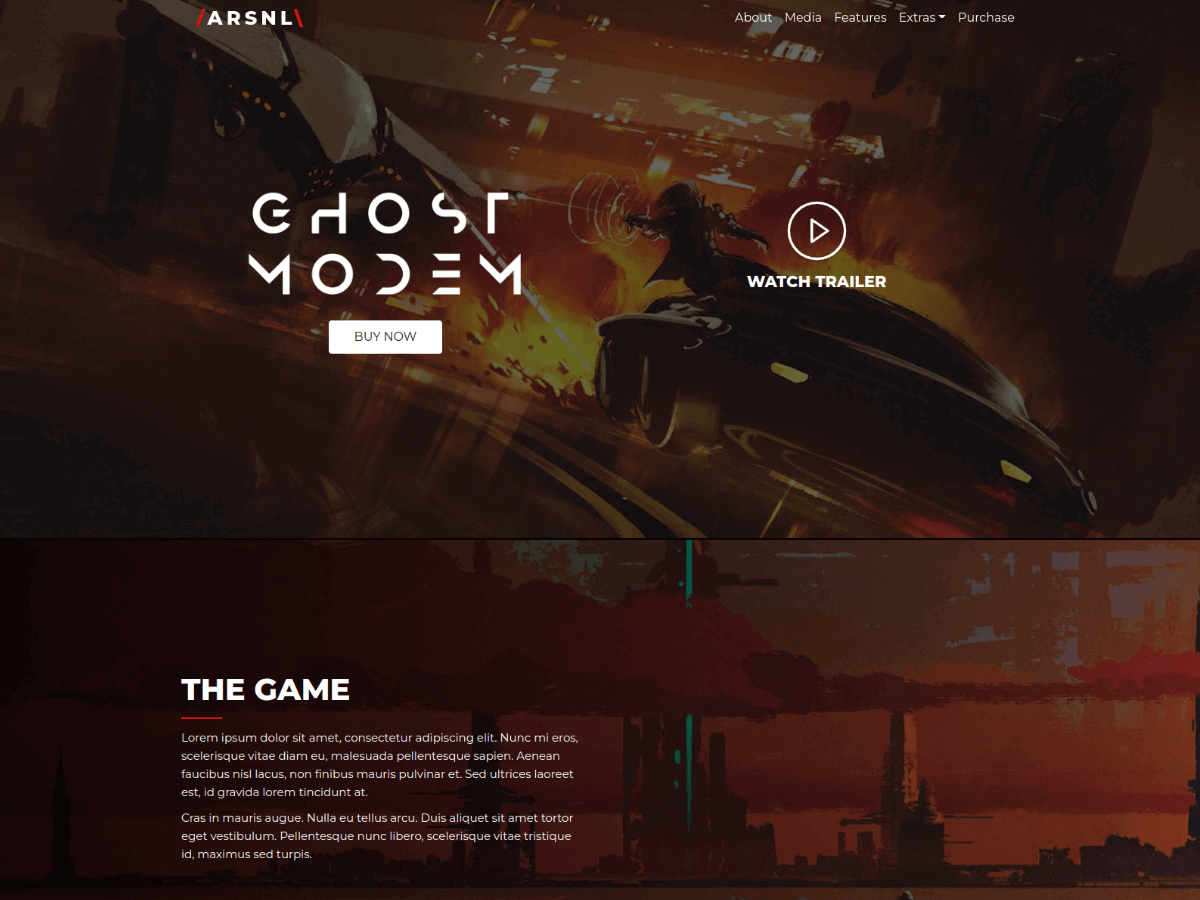 /ARSNL\
About Media Features Extras Purchase
GHOST
MODEM
WATCH TRAILER
BUY NOW
THE GAME
Lorem ipsum dolor sit amet, consectetur adipiscing elit. Nunc mi eros,
scelerisque vitae diam eu, malesuada pellentesque sapien. Aenean
faucibus nisl lacus, non finibus mauris pulvinar et. Sed ultrices laoreet
est, id gravida lorem tincidunt at.
Cras in mauris augue. Nulla eu tellus arcu. Duis aliquet sit amet tortor
eget vestibulum. Pellentesque nunc libero, scelerisque vitae tristique
id, maximus sed turpis.